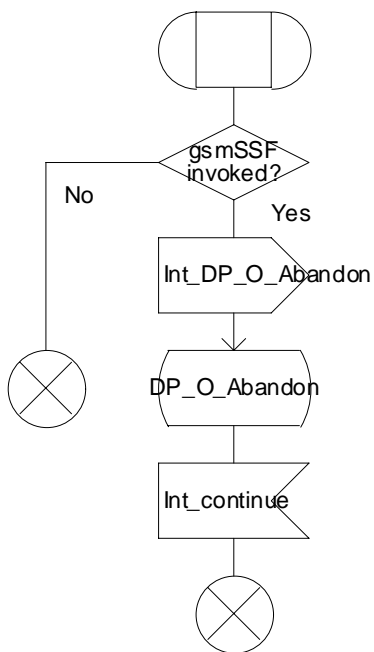 gsmSSF
invoked?
No
Yes
Int_DP_O_Abandon
DP_O_Abandon
Int_continue